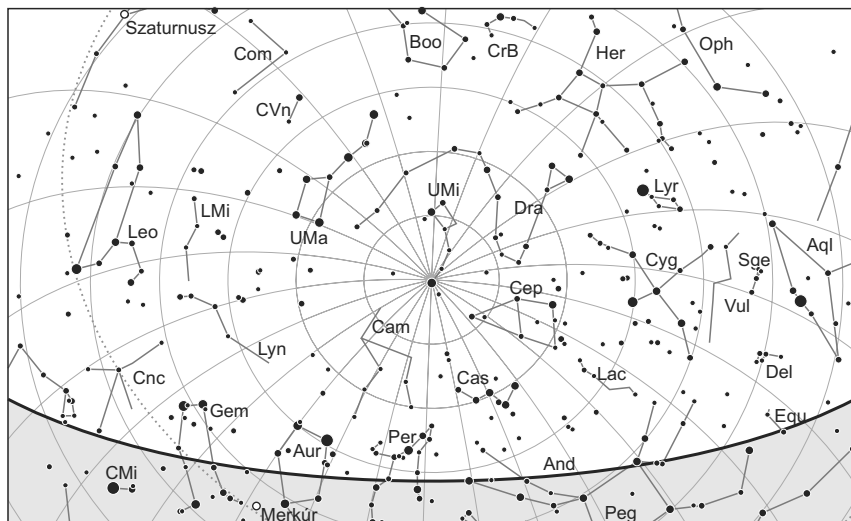 Szaturnusz
Com
Boo
CrB
Her
Oph
CVn
UMi
Lyr
LMi
Dra
Leo
UMa
Aql
Cyg
Sge
Cep
Vul
Cam
Lyn
Cnc
Cas
Lac
Del
Gem
Equ
Aur
Per
And
CMi
Merkúr
Peg